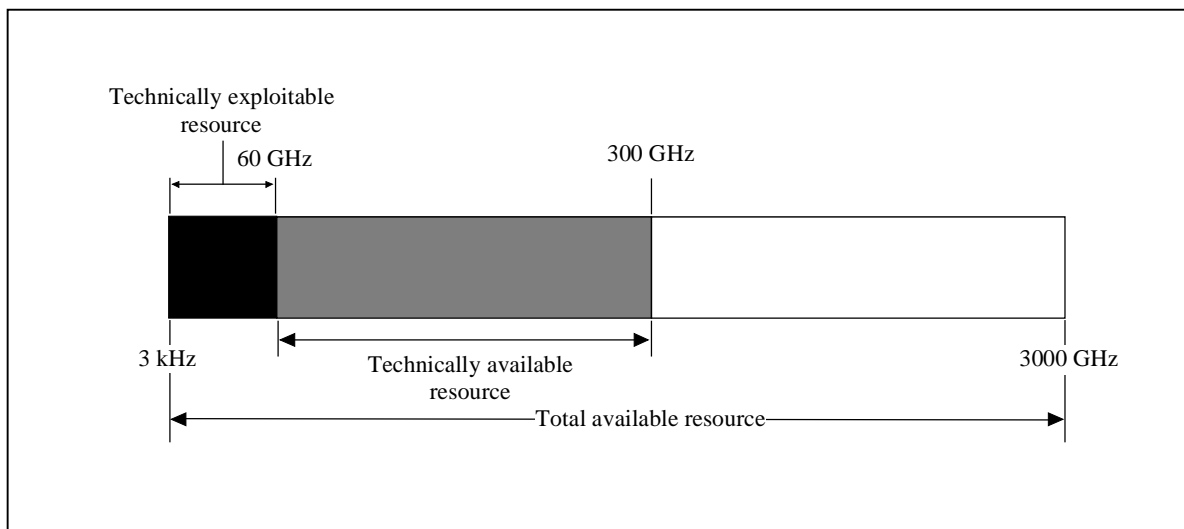 Technically exploitable
resource
60 GHz
300 GHz
3 kHz
Technically available
resource
3000 GHz
Total available resource